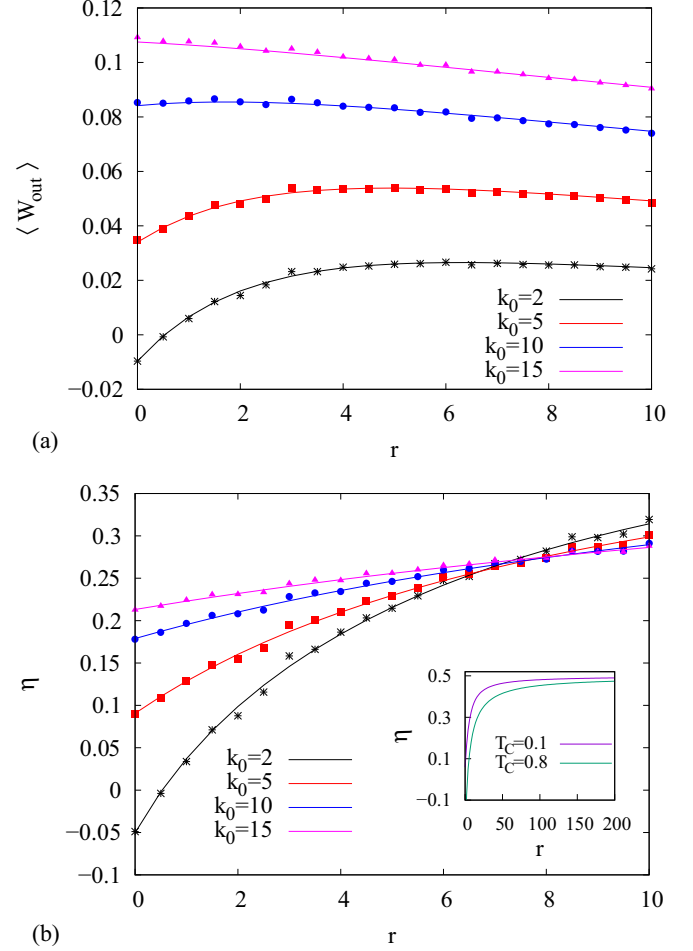 0.12
0.1
0.08
0.06
0.04
0.02
0
−0.02
⟨ W_out ⟩
k_0=2
k_0=5
k_0=10
k_0=15
0 2 4 6 8 10
(a) r
0.35
0.3
0.25
0.2
0.15
0.1
0.05
0
−0.05
−0.1
η
k_0=2
k_0=5
k_0=10
k_0=15
0.5
0.3
0.1
−0.1
η
T_C=0.1
T_C=0.8
0 50 100 150 200
r
0 2 4 6 8 10
(b) r